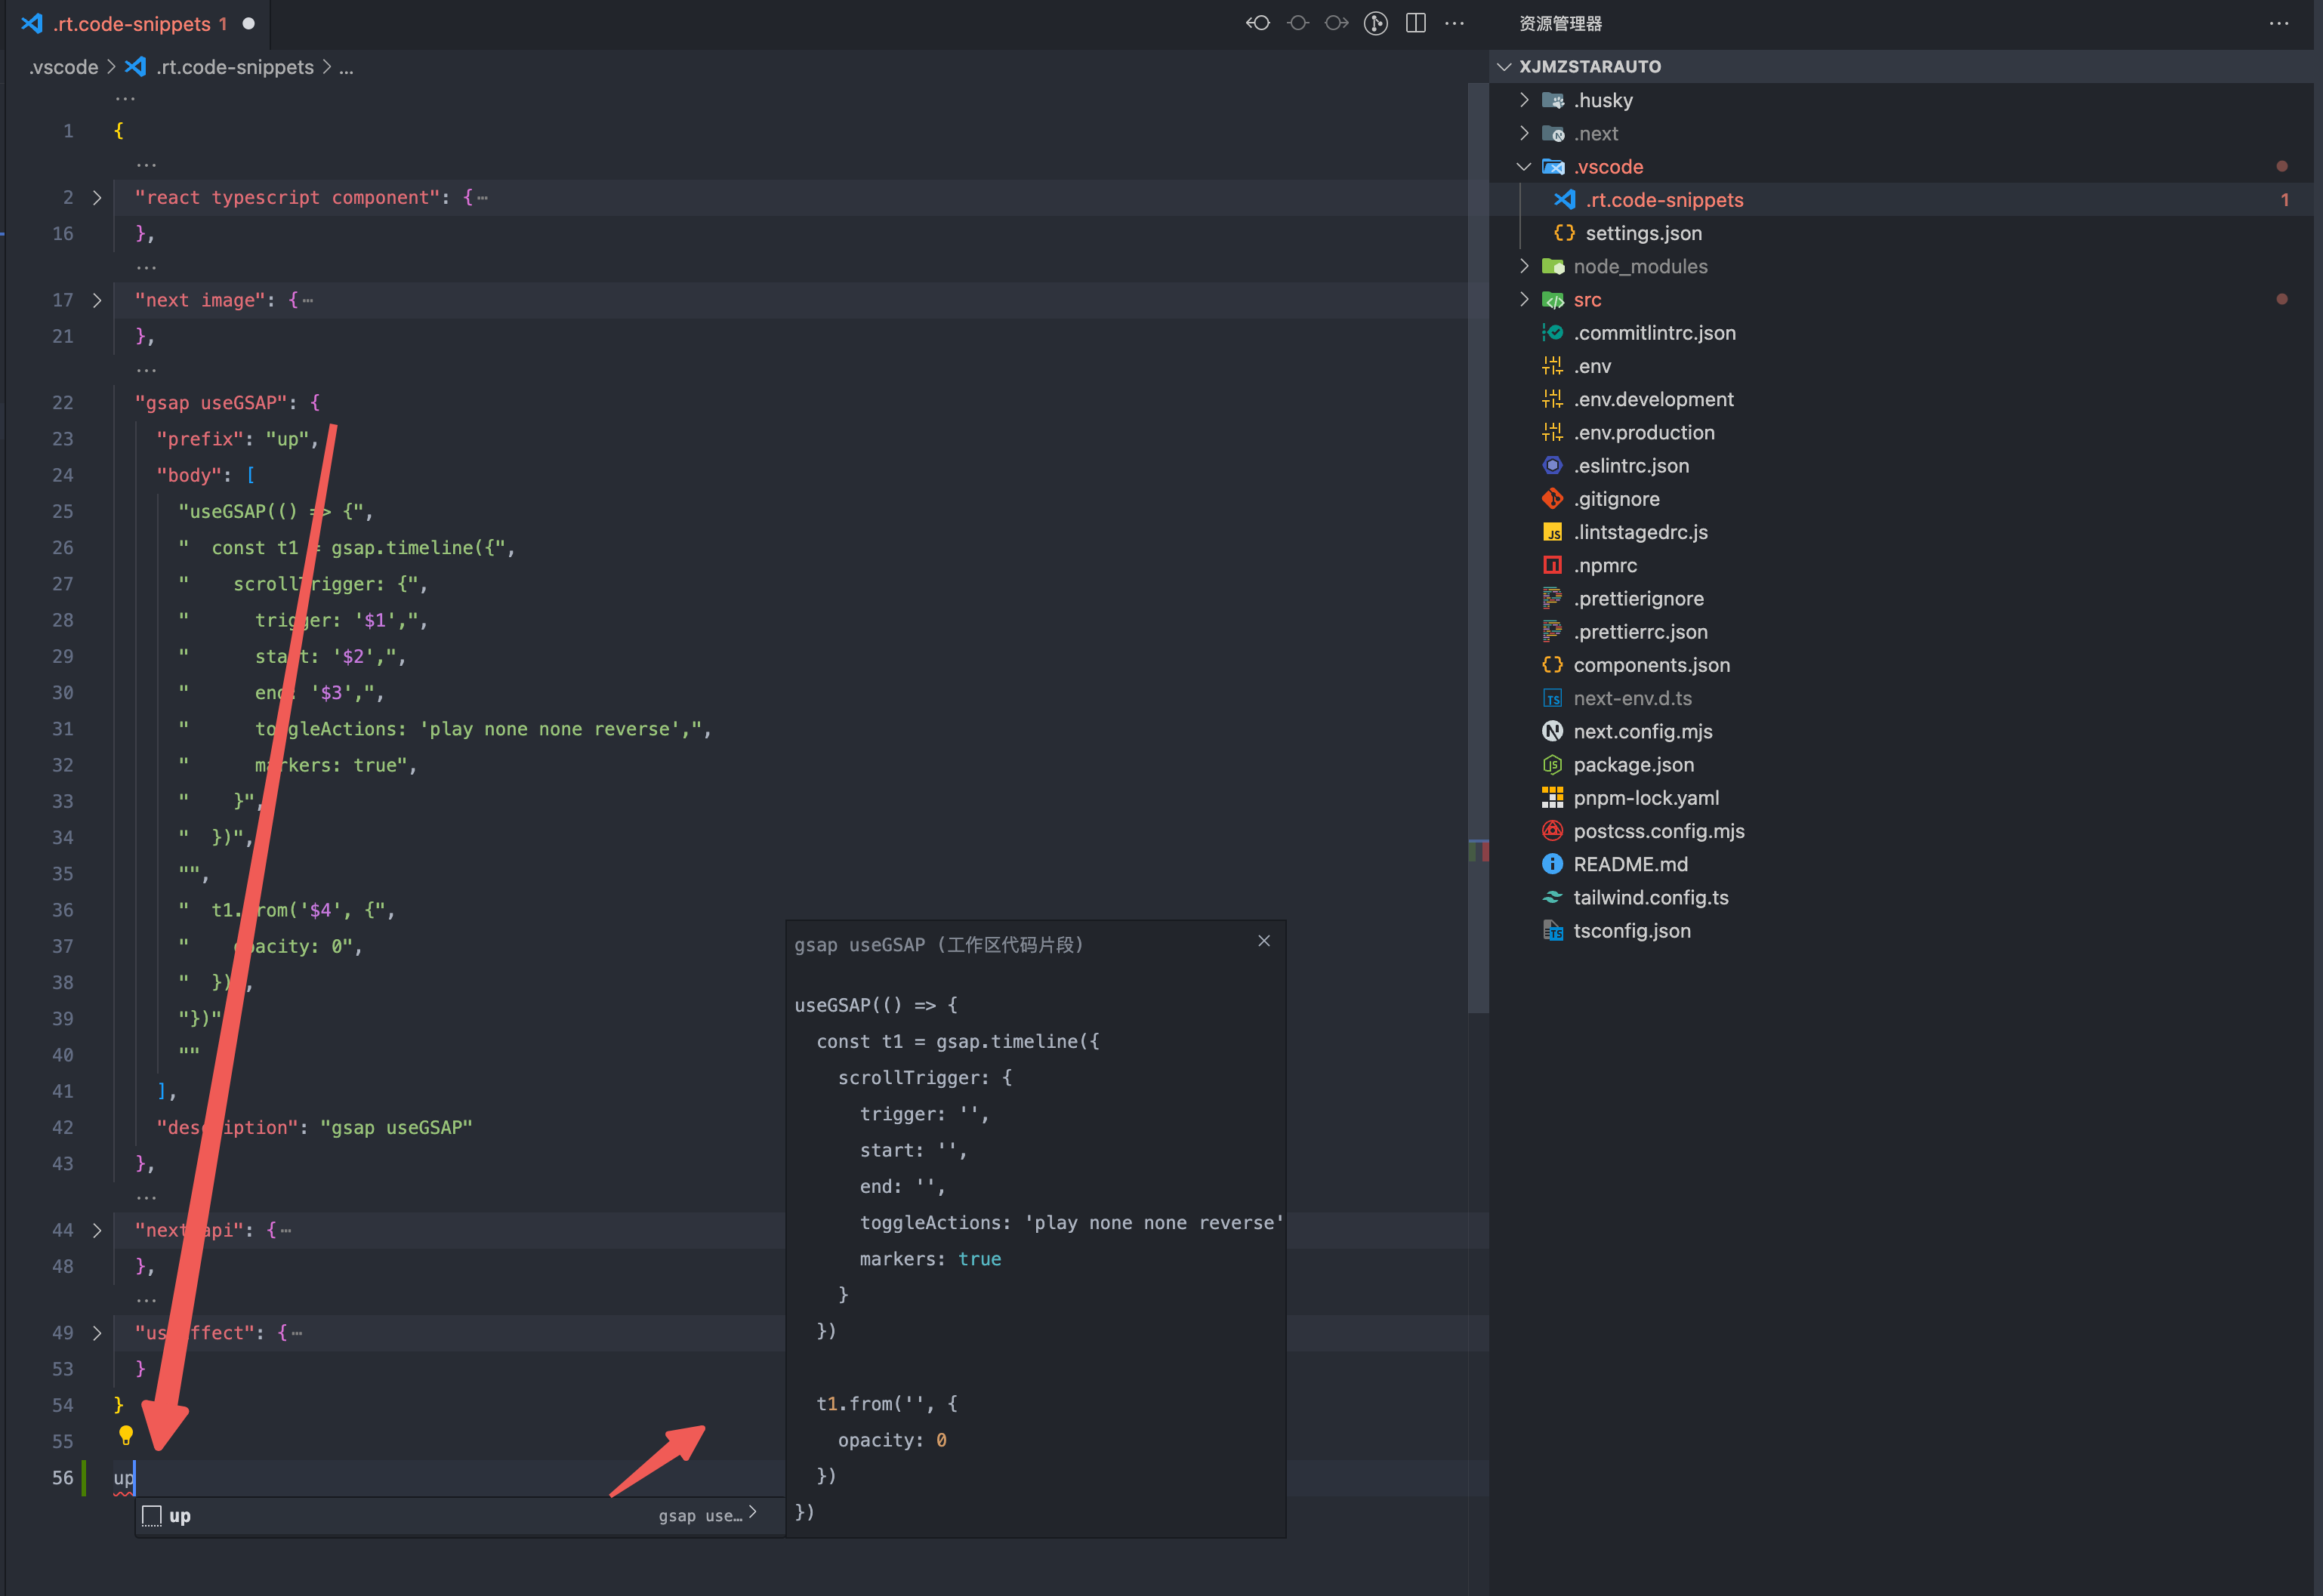 .rt.code-snippets 1
.vscode > .rt.code-snippets > ...
1 {
2 "react typescript component": {…
16 },
17 "next image": {…
21 },
22 "gsap useGSAP": {
23 "prefix": "up",
24 "body": [
25 "useGSAP(() => {",
26 "  const t1 = gsap.timeline({",
27 "    scrollTrigger: {",
28 "      trigger: '$1',",
29 "      start: '$2',",
30 "      end: '$3',",
31 "      toggleActions: 'play none none reverse',",
32 "      markers: true",
33 "    }",
34 "  })",
35 "",
36 "  t1.from('$4', {",
37 "    opacity: 0",
38 "  })",
39 "})"
40 ""
41 ],
42 "description": "gsap useGSAP"
43 },
44 "next api": {…
48 },
49 "useEffect": {…
53 }
54 }
55
56 up
up gsap use… >
gsap useGSAP (工作区代码片段)
useGSAP(() => {
  const t1 = gsap.timeline({
    scrollTrigger: {
      trigger: '',
      start: '',
      end: '',
      toggleActions: 'play none none reverse'
      markers: true
    }
  })
  t1.from('', {
    opacity: 0
  })
})
资源管理器
XJMZSTARAUTO
.husky
.next
.vscode
.rt.code-snippets 1
settings.json
node_modules
src
.commitlintrc.json
.env
.env.development
.env.production
.eslintrc.json
.gitignore
.lintstagedrc.js
.npmrc
.prettierignore
.prettierrc.json
components.json
next-env.d.ts
next.config.mjs
package.json
pnpm-lock.yaml
postcss.config.mjs
README.md
tailwind.config.ts
tsconfig.json